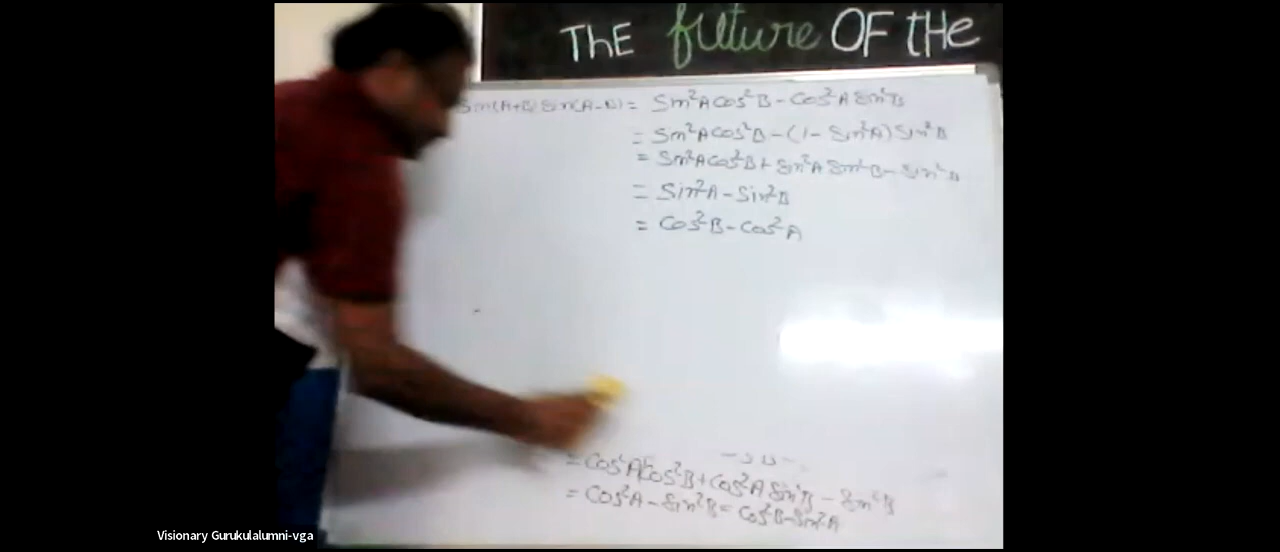 THE future OF tHe
Sin(A+B) Sin(A-B) = Sin²A Cos²B - Cos²A Sin²B
= Sin²A Cos²B - (1 - Sin²A) Sin²B
= Sin²A Cos²B + Sin²A Sin²B - Sin²B
= Sin²A - Sin²B
= Cos²B - Cos²A
= Cos²A Cos²B + Cos²A Sin²B - Sin²B
= Cos²A - Sin²B = Cos²B - Sin²A
Visionary Gurukulalumni-vga